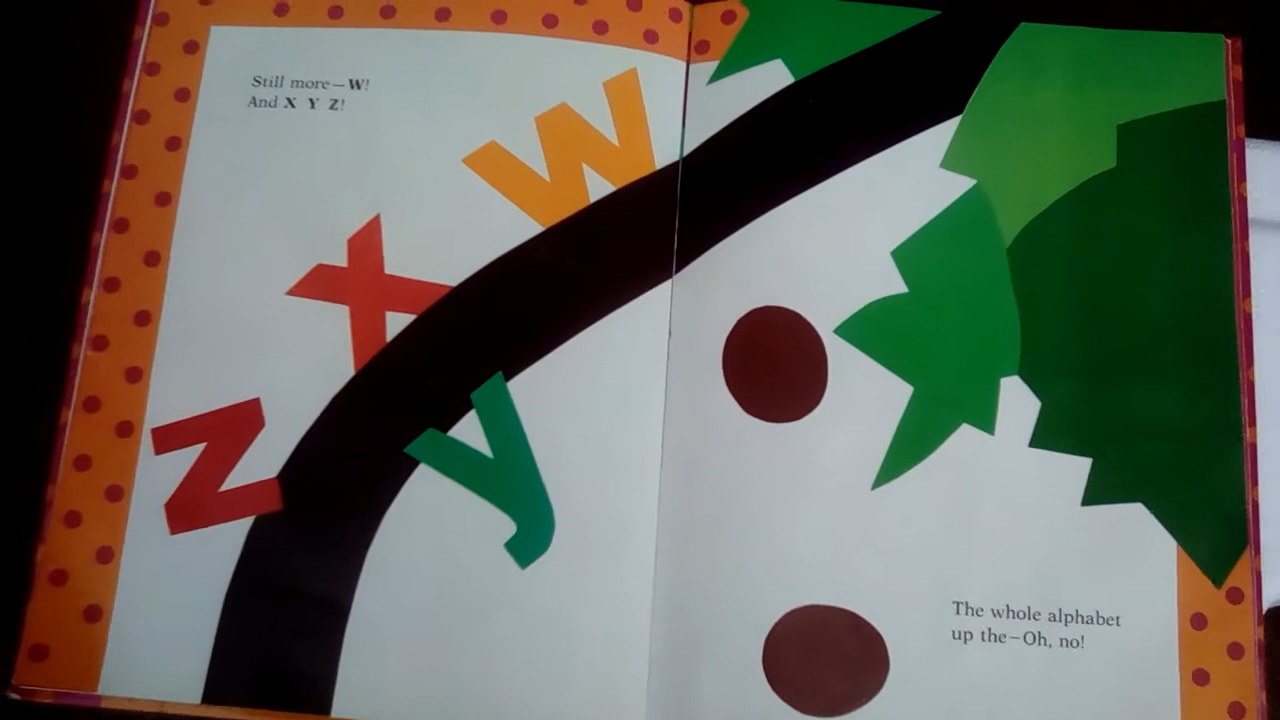 Still more—W!
And X Y Z!
W
X
Z
y
The whole alphabet
up the—Oh, no!